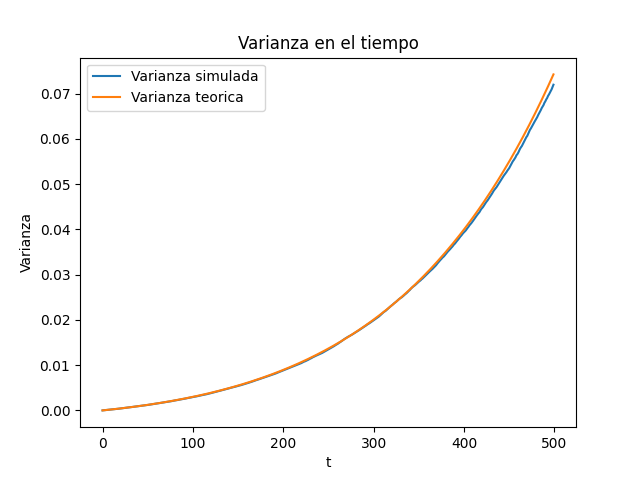 Varianza en el tiempo
Varianza simulada
Varianza teorica
0.07
0.06
0.05
0.04
0.03
0.02
0.01
0.00
Varianza
0 100 200 300 400 500
t